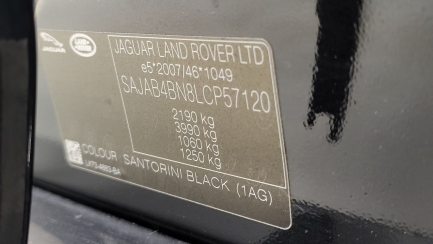 JAGUAR LAND ROVER LTD
e5*2007/46*1049
SAJAB4BN8LCP57120
2190 kg
3990 kg
1060 kg
1250 kg
COLOUR SANTORINI BLACK (1AG)